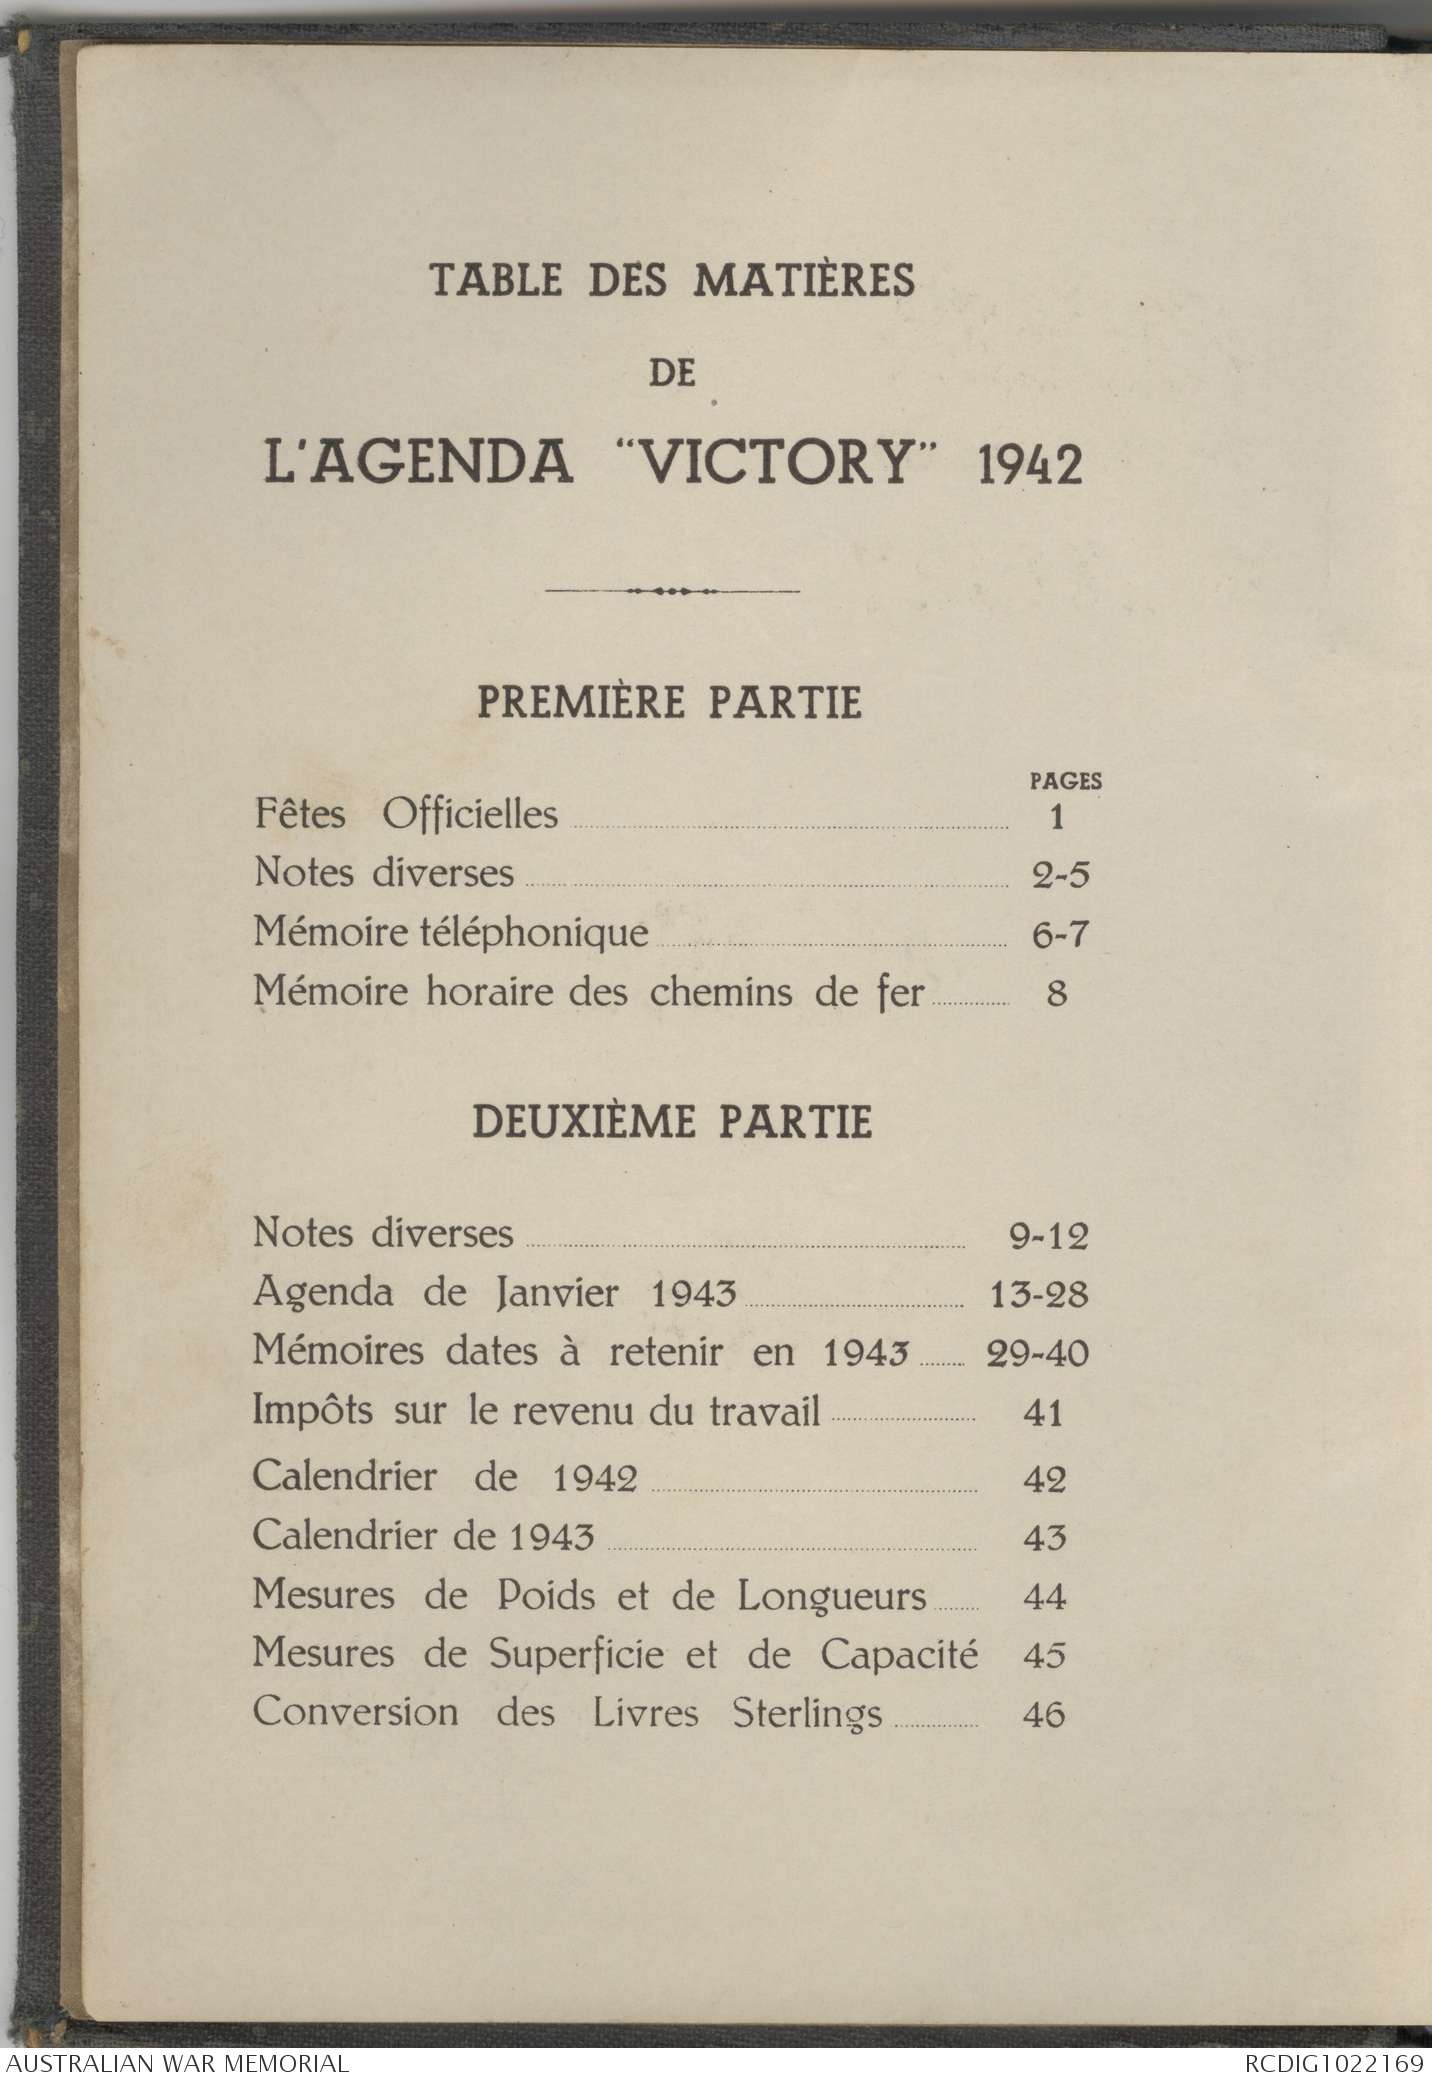 TABLE DES MATIÈRES
DE
L'AGENDA “VICTORY” 1942
PREMIÈRE PARTIE
PAGES
Fêtes Officielles 1
Notes diverses 2-5
Mémoire téléphonique 6-7
Mémoire horaire des chemins de fer 8
DEUXIÈME PARTIE
Notes diverses 9-12
Agenda de Janvier 1943 13-28
Mémoires dates à retenir en 1943 29-40
Impôts sur le revenu du travail 41
Calendrier de 1942 42
Calendrier de 1943 43
Mesures de Poids et de Longueurs 44
Mesures de Superficie et de Capacité 45
Conversion des Livres Sterlings 46
AUSTRALIAN WAR MEMORIAL RCDIG1022169